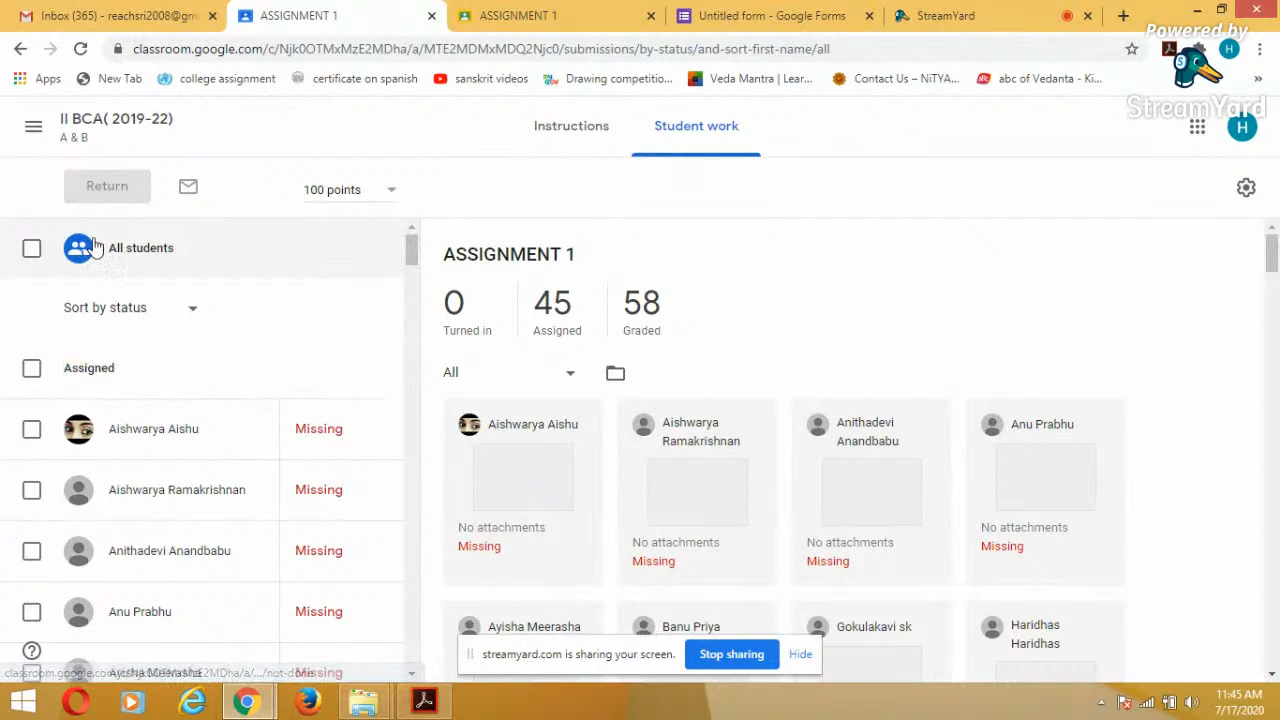 Inbox (365) - reachsri2008@gm
ASSIGNMENT 1
ASSIGNMENT 1
Untitled form - Google Forms
StreamYard
classroom.google.com/c/Njk0OTMxMzE2MDha/a/MTE2MDMxMDQ2Njc0/submissions/by-status/and-sort-first-name/all
Apps
New Tab
college assignment
certificate on spanish
sanskrit videos
Drawing competitio...
Veda Mantra | Lear...
Contact Us – NiTYA...
abc of Vedanta - Ki...
Powered by
StreamYard
II BCA( 2019-22)
A & B
Instructions
Student work
H
H
Return
100 points
All students
Sort by status
Assigned
Aishwarya Aishu
Missing
Aishwarya Ramakrishnan
Missing
Anithadevi Anandbabu
Missing
Anu Prabhu
Missing
Ayisha Meerasha
Missing
ASSIGNMENT 1
0
45
58
Turned in
Assigned
Graded
All
Aishwarya Aishu
No attachments
Missing
Aishwarya
Ramakrishnan
No attachments
Missing
Anithadevi
Anandbabu
No attachments
Missing
Anu Prabhu
No attachments
Missing
Ayisha Meerasha
Banu Priya
Gokulakavi sk
Haridhas
Haridhas
streamyard.com is sharing your screen.
Stop sharing
Hide
11:45 AM
7/17/2020